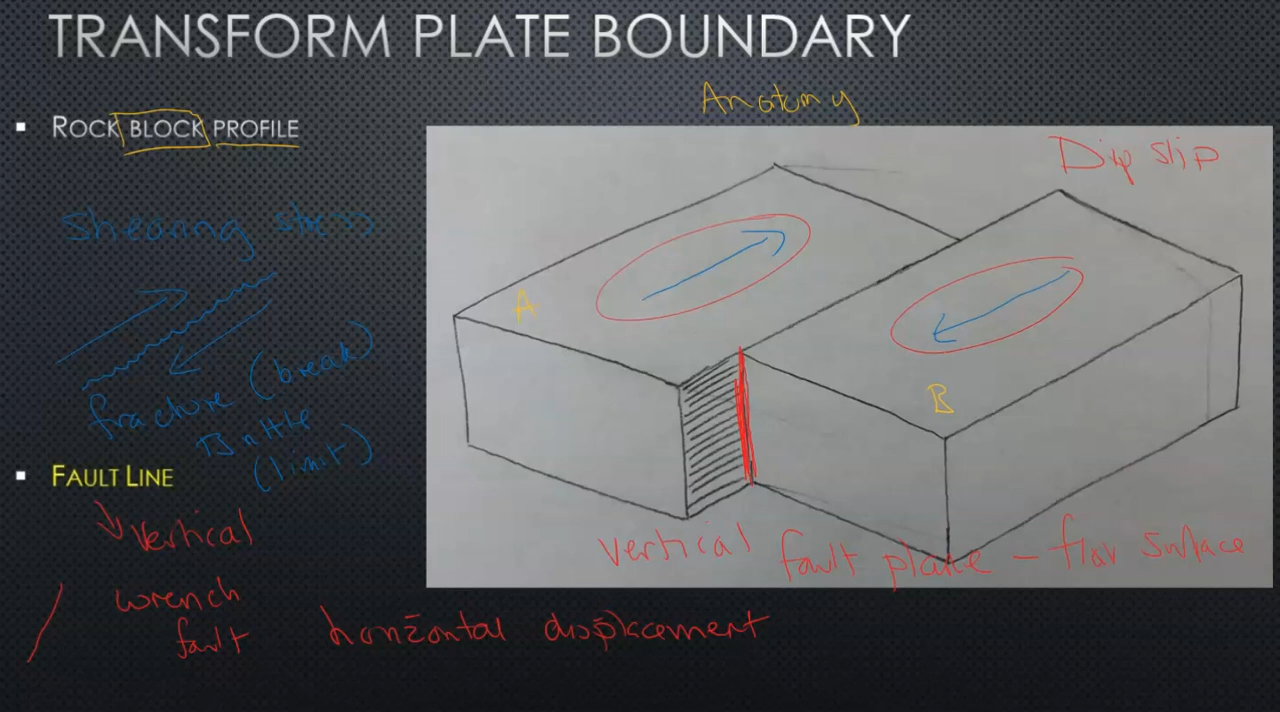 TRANSFORM PLATE BOUNDARY
Anatomy
▪ ROCK BLOCK PROFILE
Dip slip
Shearing stress
A
B
fracture (break)
Brittle
(limit)
▪ FAULT LINE
vertical
vertical fault plane - flat surface
wrench
fault
horizontal displacement